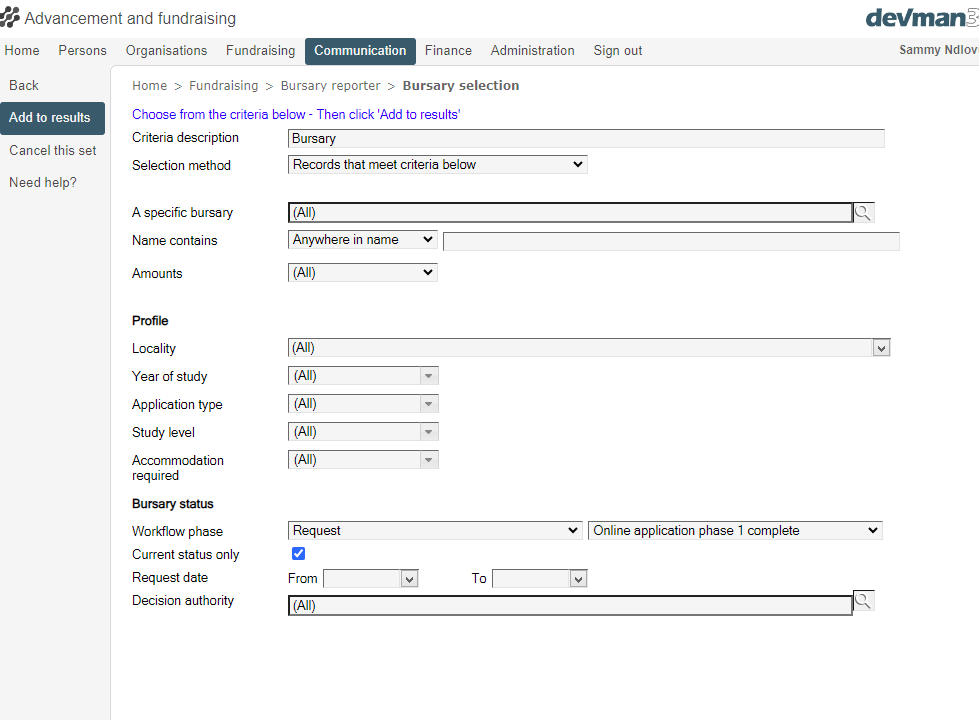 Advancement and fundraising
devman3
Home Persons Organisations Fundraising Communication Finance Administration Sign out Sammy Ndlov
Back
Add to results
Cancel this set
Need help?
Home > Fundraising > Bursary reporter > Bursary selection
Choose from the criteria below - Then click 'Add to results'
Criteria description Bursary
Selection method Records that meet criteria below
A specific bursary (All)
Name contains Anywhere in name
Amounts (All)
Profile
Locality (All)
Year of study (All)
Application type (All)
Study level (All)
Accommodation required (All)
Bursary status
Workflow phase Request Online application phase 1 complete
Current status only
Request date From To
Decision authority (All)